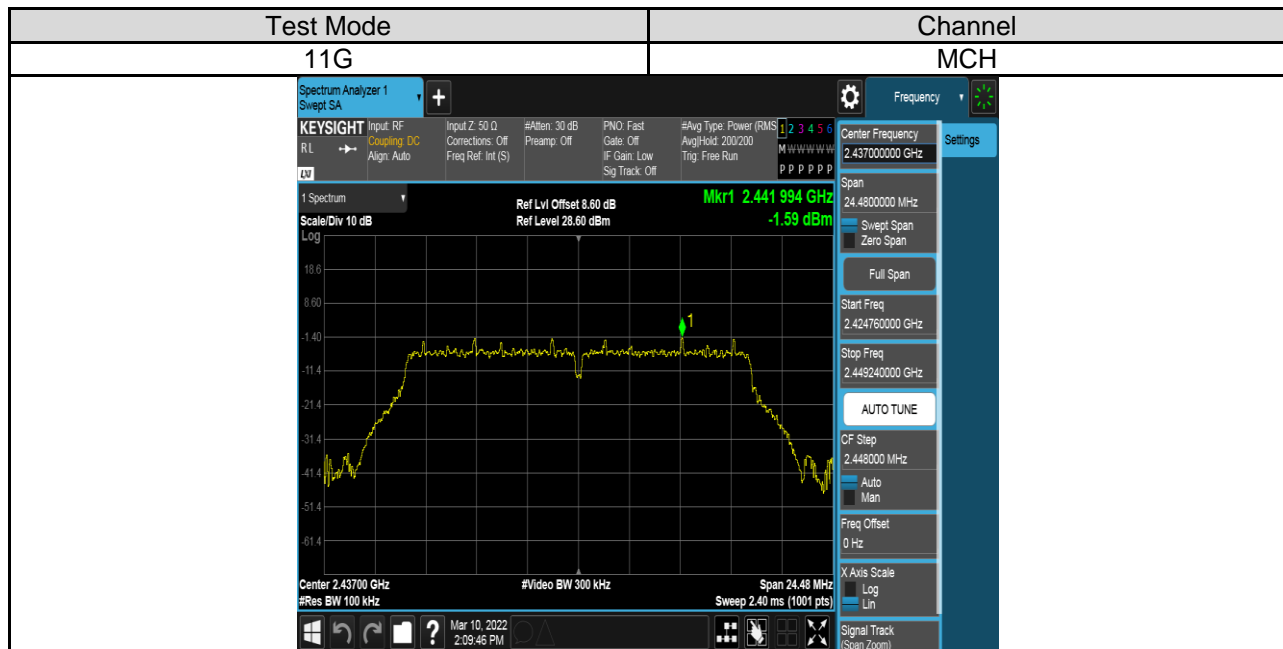 Test Mode Channel
11G MCH
Spectrum Analyzer 1
Swept SA
+
Frequency
KEYSIGHT
RL
LXI
Input: RF
Coupling: DC
Align: Auto
Input Z: 50 Ω
Corrections: Off
Freq Ref: Int (S)
#Atten: 30 dB
Preamp: Off
PNO: Fast
Gate: Off
IF Gain: Low
Sig Track: Off
#Avg Type: Power (RMS
Avg|Hold: 200/200
Trig: Free Run
1 2 3 4 5 6
M W W W W W
P P P P P P
1 Spectrum
Scale/Div 10 dB
Log
Ref Lvl Offset 8.60 dB
Ref Level 28.60 dBm
Mkr1 2.441 994 GHz
-1.59 dBm
18.6
8.60
-1.40
-11.4
-21.4
-31.4
-41.4
-51.4
-61.4
1
Center 2.43700 GHz
#Res BW 100 kHz
#Video BW 300 kHz
Span 24.48 MHz
Sweep 2.40 ms (1001 pts)
?
Mar 10, 2022
2:09:46 PM
Center Frequency
2.437000000 GHz
Settings
Span
24.4800000 MHz
Swept Span
Zero Span
Full Span
Start Freq
2.424760000 GHz
Stop Freq
2.449240000 GHz
AUTO TUNE
CF Step
2.448000 MHz
Auto
Man
Freq Offset
0 Hz
X Axis Scale
Log
Lin
Signal Track
(Span Zoom)